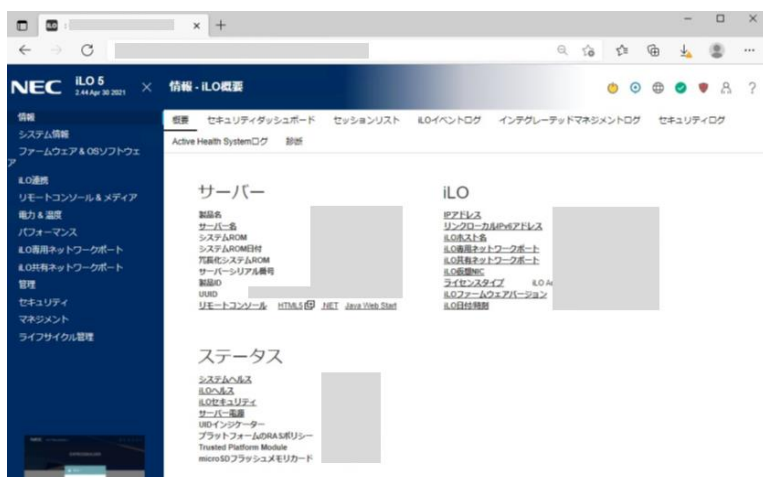 iLO
NEC
iLO 5
2.44 Apr 30 2021
情報 - iLO概要
情報
システム情報
ファームウェア & OSソフトウェ
ア
iLO連携
リモートコンソール & メディア
電力 & 温度
パフォーマンス
iLO専用ネットワークポート
iLO共有ネットワークポート
管理
セキュリティ
マネジメント
ライフサイクル管理
概要 セキュリティダッシュボード セッションリスト iLOイベントログ インテグレーテッドマネジメントログ セキュリティログ
Active Health Systemログ 診断
サーバー
製品名
サーバー名
システムROM
システムROM日付
冗長化システムROM
サーバーシリアル番号
製品ID
UUID
リモートコンソール HTML5 .NET Java Web Start
iLO
IPアドレス
リンクローカルIPv6アドレス
iLOホスト名
iLO専用ネットワークポート
iLO共有ネットワークポート
iLO仮想NIC
ライセンスタイプ iLO
iLOファームウェアバージョン
iLO日付/時刻
ステータス
システムヘルス
iLOヘルス
iLOセキュリティ
サーバー電源
UIDインジケーター
プラットフォームのRASポリシー
Trusted Platform Module
microSDフラッシュメモリカード
NEC